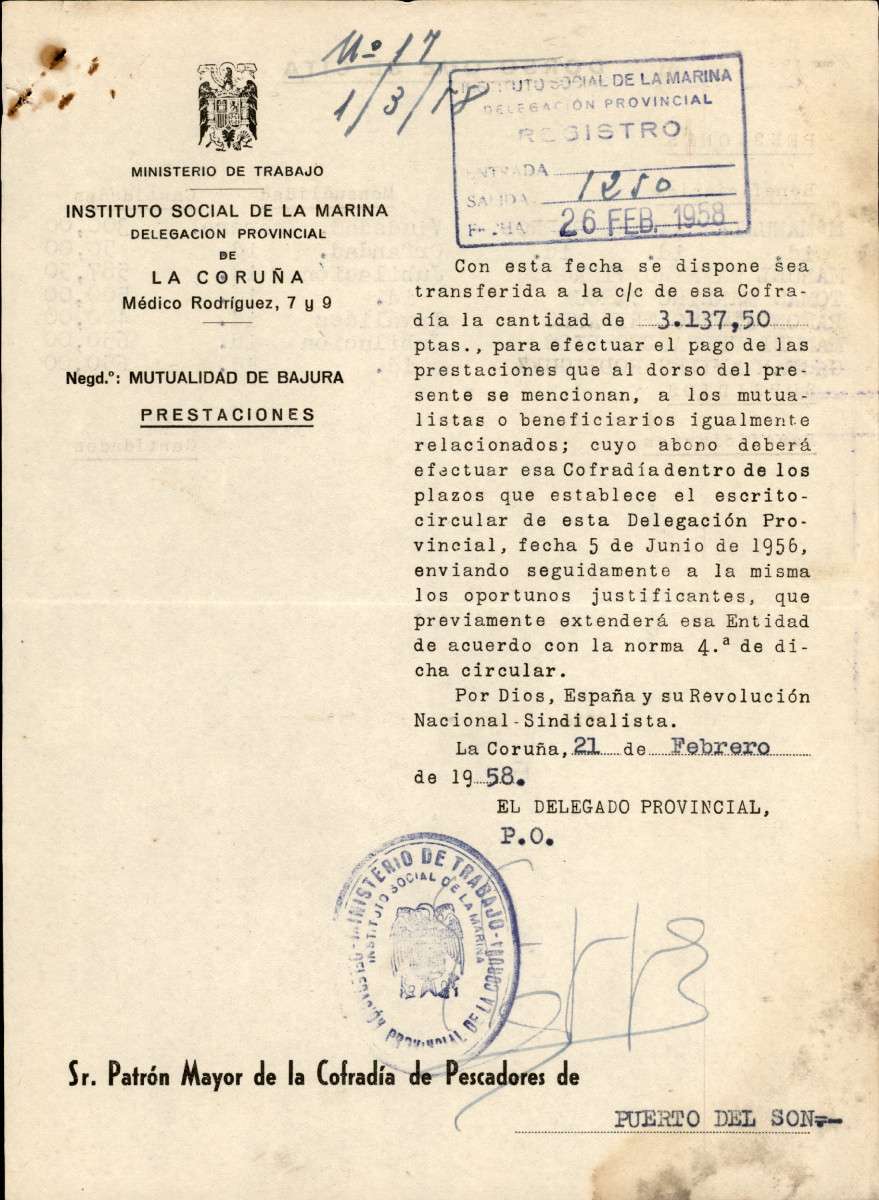 Nº 17
1/3/58
INSTITUTO SOCIAL DE LA MARINA
DELEGACIÓN PROVINCIAL
REGISTRO
ENTRADA
SALIDA 1250
FECHA 26 FEB. 1958
MINISTERIO DE TRABAJO
INSTITUTO SOCIAL DE LA MARINA
DELEGACION PROVINCIAL
DE
LA CORUÑA
Médico Rodríguez, 7 y 9
Negd.º: MUTUALIDAD DE BAJURA
PRESTACIONES
Con esta fecha se dispone sea
transferida a la c/c de esa Cofra-
día la cantidad de 3.137,50
ptas., para efectuar el pago de las
prestaciones que al dorso del pre-
sente se mencionan, a los mutua-
listas o beneficiarios igualmente
relacionados; cuyo abono deberá
efectuar esa Cofradía dentro de los
plazos que establece el escrito-
circular de esta Delegación Pro-
vincial, fecha 5 de Junio de 1956,
enviando seguidamente a la misma
los oportunos justificantes, que
previamente extenderá esa Entidad
de acuerdo con la norma 4.ª de di-
cha circular.
Por Dios, España y su Revolución
Nacional-Sindicalista.
La Coruña, 21 de Febrero
de 1958.
EL DELEGADO PROVINCIAL,
P.O.
MINISTERIO DE TRABAJO - DELEGACIÓN PROVINCIAL DE LA CORUÑA
INSTITUTO SOCIAL DE LA MARINA
Sr. Patrón Mayor de la Cofradía de Pescadores de
PUERTO DEL SON=-